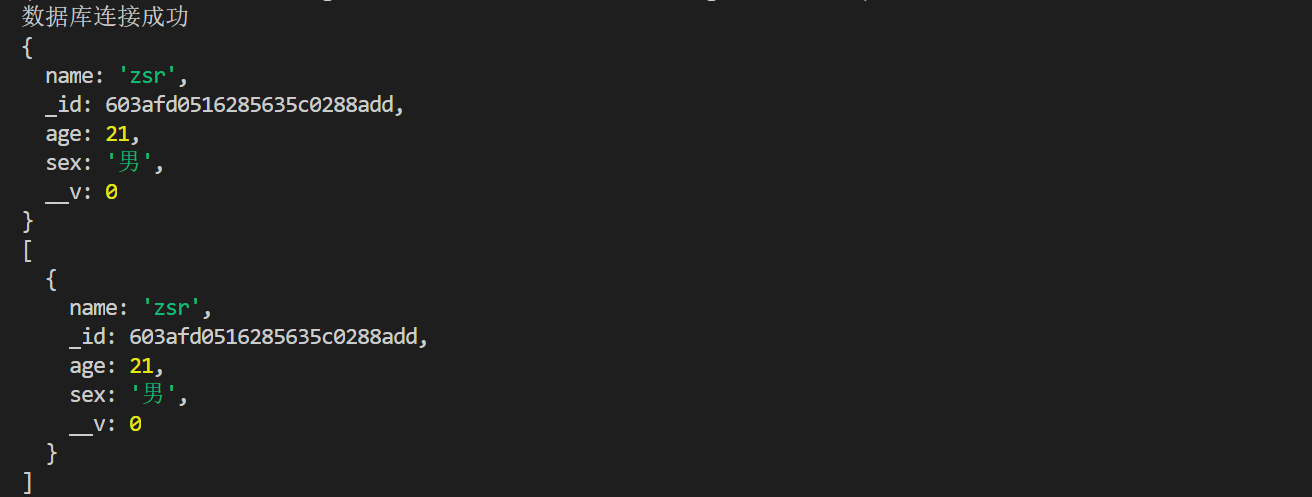 数据库连接成功
{
  name: 'zsr',
  _id: 603afd0516285635c0288add,
  age: 21,
  sex: '男',
  __v: 0
}
[
  {
    name: 'zsr',
    _id: 603afd0516285635c0288add,
    age: 21,
    sex: '男',
    __v: 0
  }
]